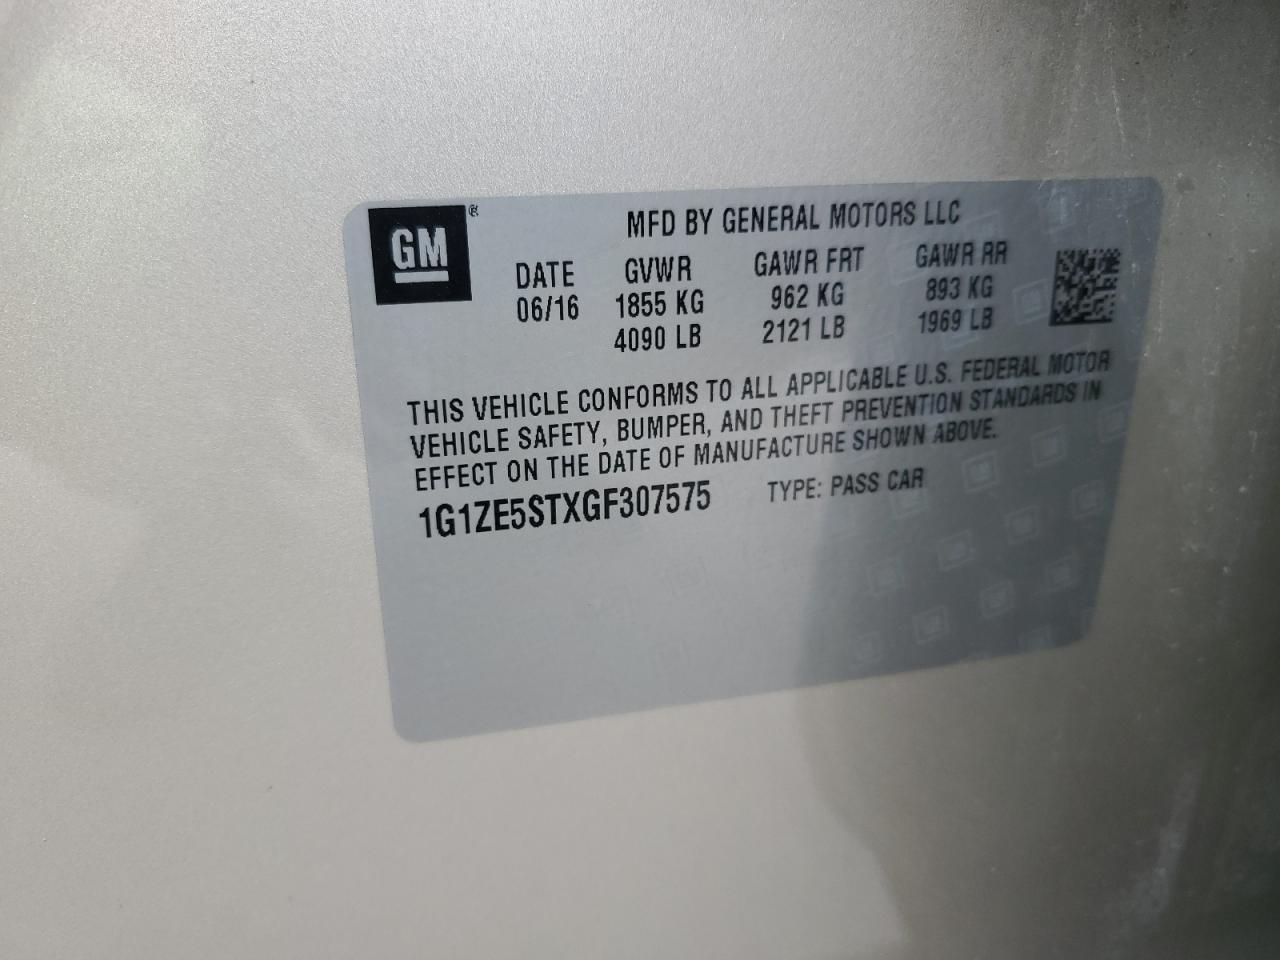 GM®
MFD BY GENERAL MOTORS LLC
DATE GVWR GAWR FRT GAWR RR
06/16 1855 KG 962 KG 893 KG
4090 LB 2121 LB 1969 LB
THIS VEHICLE CONFORMS TO ALL APPLICABLE U.S. FEDERAL MOTOR
VEHICLE SAFETY, BUMPER, AND THEFT PREVENTION STANDARDS IN
EFFECT ON THE DATE OF MANUFACTURE SHOWN ABOVE.
1G1ZE5STXGF307575 TYPE: PASS CAR